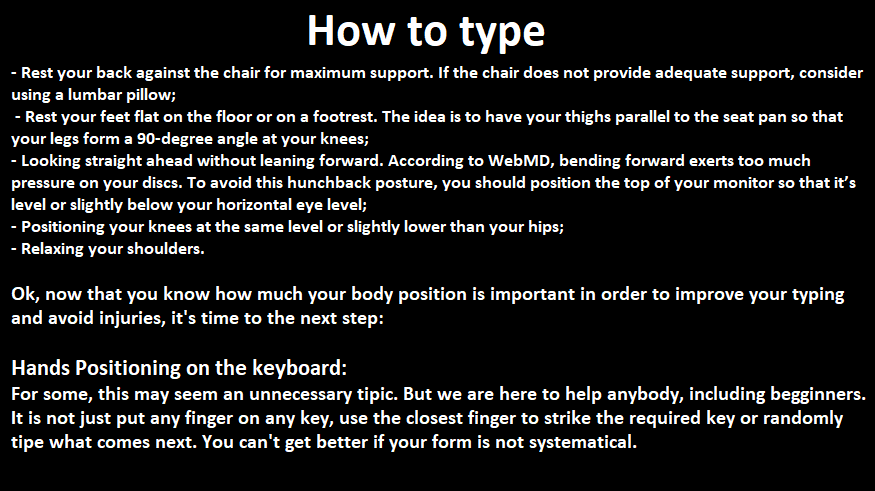 How to type
- Rest your back against the chair for maximum support. If the chair does not provide adequate support, consider
using a lumbar pillow;
- Rest your feet flat on the floor or on a footrest. The idea is to have your thighs parallel to the seat pan so that
your legs form a 90-degree angle at your knees;
- Looking straight ahead without leaning forward. According to WebMD, bending forward exerts too much
pressure on your discs. To avoid this hunchback posture, you should position the top of your monitor so that it’s
level or slightly below your horizontal eye level;
- Positioning your knees at the same level or slightly lower than your hips;
- Relaxing your shoulders.
Ok, now that you know how much your body position is important in order to improve your typing
and avoid injuries, it's time to the next step:
Hands Positioning on the keyboard:
For some, this may seem an unnecessary tipic. But we are here to help anybody, including begginners.
It is not just put any finger on any key, use the closest finger to strike the required key or randomly
tipe what comes next. You can't get better if your form is not systematical.